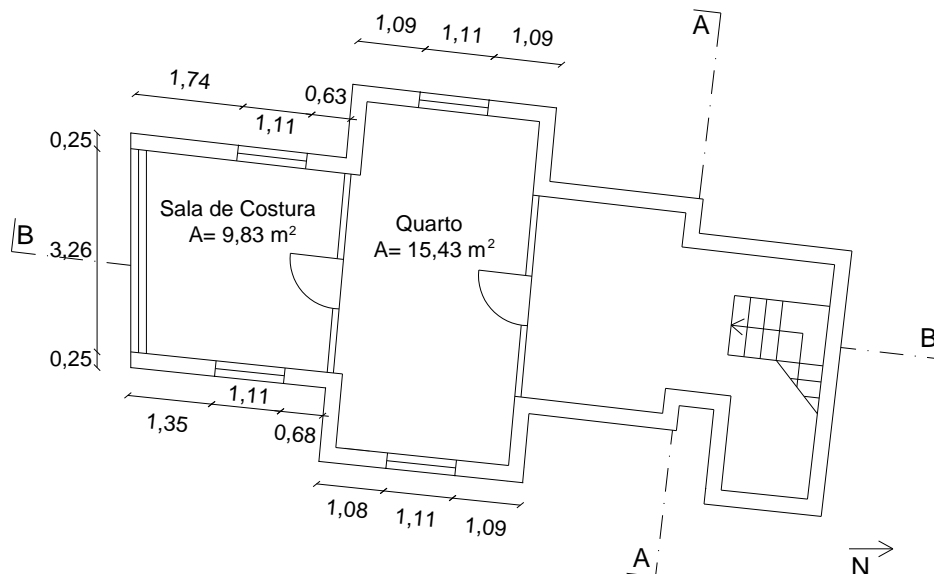 1,09
1,11
1,09
A
1,74
1,11
0,63
0,25
Sala de Costura
A= 9,83 m²
Quarto
A= 15,43 m²
B
3,26
B
0,25
1,35
1,11
0,68
1,08
1,11
1,09
A
N